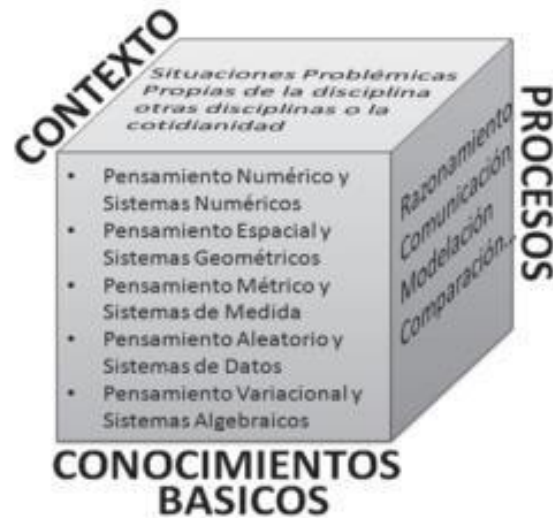 CONTEXTO
Situaciones Problémicas
Propias de la disciplina
otras disciplinas o la
cotidianidad
• Pensamiento Numérico y
Sistemas Numéricos
• Pensamiento Espacial y
Sistemas Geométricos
• Pensamiento Métrico y
Sistemas de Medida
• Pensamiento Aleatorio y
Sistemas de Datos
• Pensamiento Variacional y
Sistemas Algebraicos
Razonamiento
Comunicación
Modelación
Comparación...
PROCESOS
CONOCIMIENTOS
BASICOS